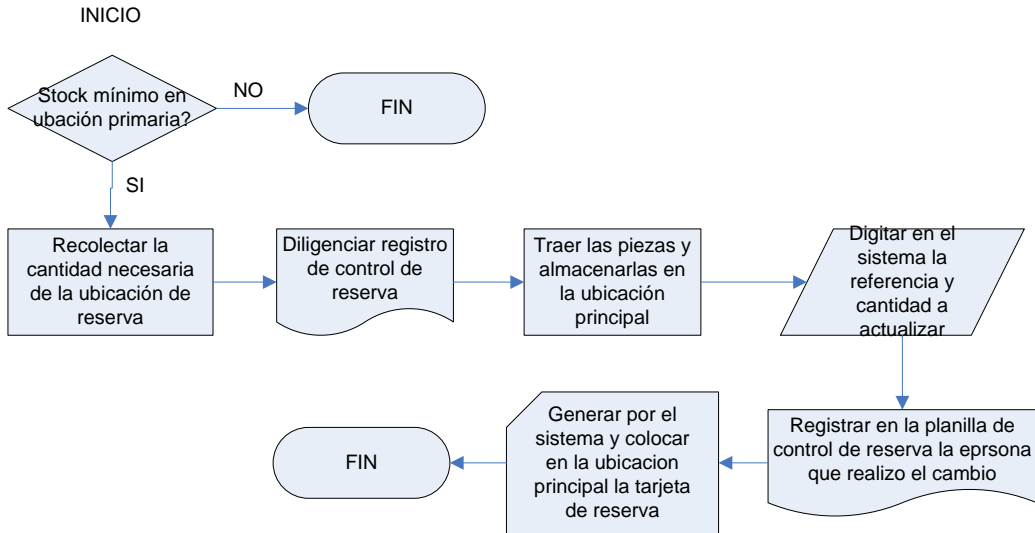 INICIO
Stock mínimo en
ubación primaria?
NO
FIN
SI
Recolectar la
cantidad necesaria
de la ubicación de
reserva
Diligenciar registro
de control de
reserva
Traer las piezas y
almacenarlas en
la ubicación
principal
Digitar en el
sistema la
referencia y
cantidad a
actualizar
Registrar en la planilla de
control de reserva la eprsona
que realizo el cambio
Generar por el
sistema y colocar
en la ubicacion
principal la tarjeta
de reserva
FIN